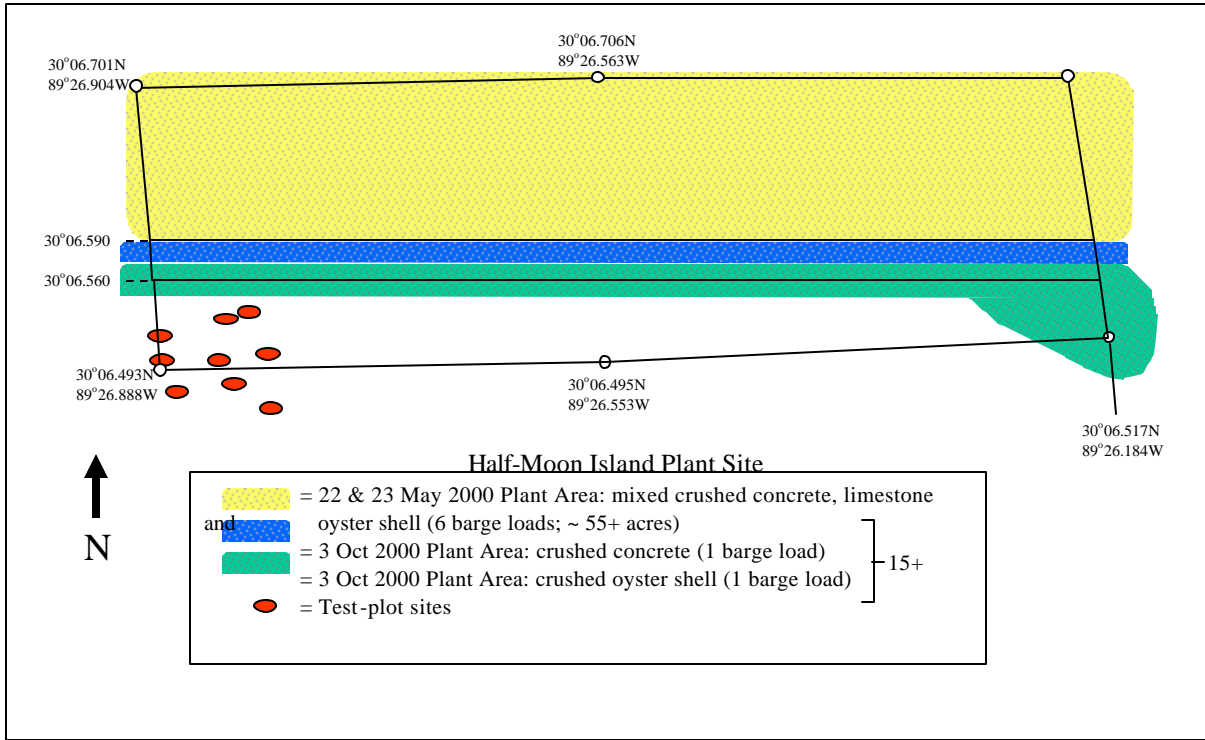 30°06.706N
89°26.563W
30°06.701N
89°26.904W
30°06.590
30°06.560
30°06.493N
89°26.888W
30°06.495N
89°26.553W
30°06.517N
89°26.184W
N
Half-Moon Island Plant Site
= 22 & 23 May 2000 Plant Area: mixed crushed concrete, limestone
and oyster shell (6 barge loads; ~ 55+ acres)
= 3 Oct 2000 Plant Area: crushed concrete (1 barge load)
= 3 Oct 2000 Plant Area: crushed oyster shell (1 barge load)
15+
= Test-plot sites